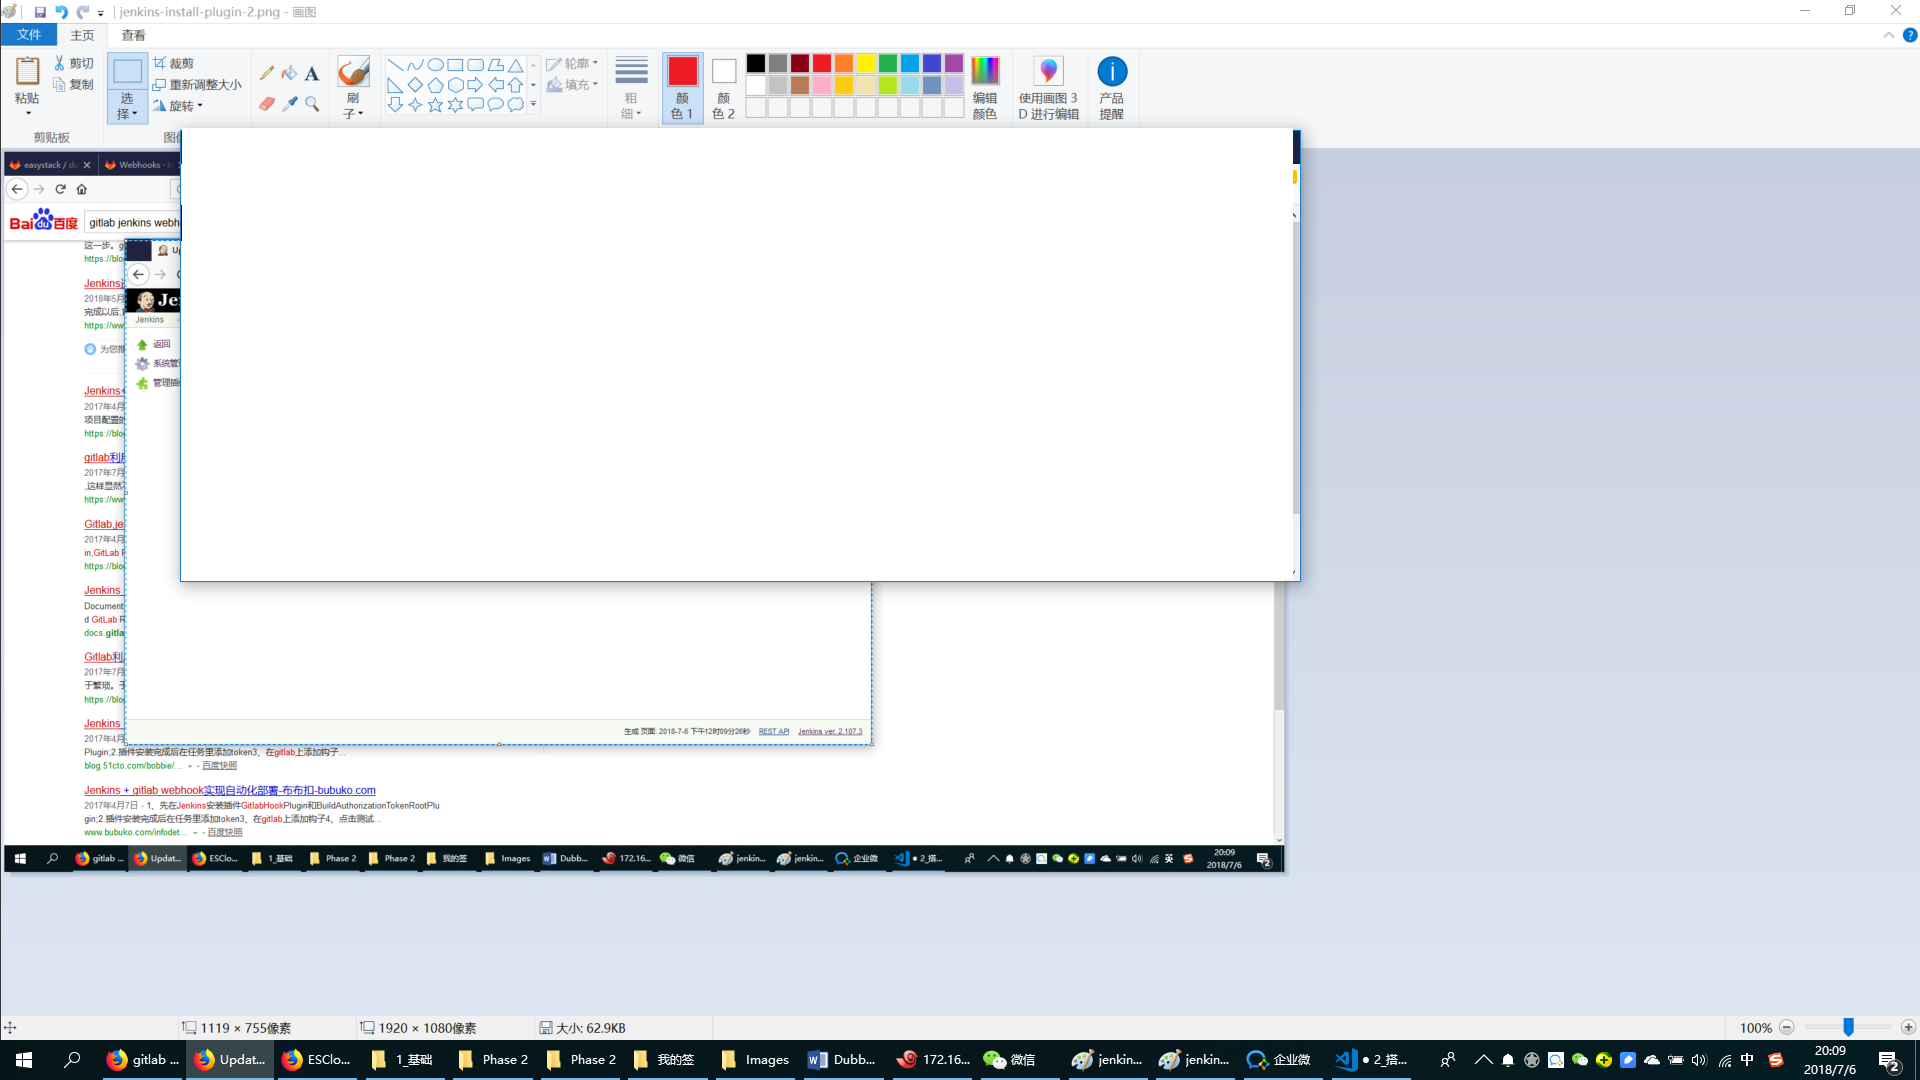 jenkins-install-plugin-2.png - 画图
文件 主页 查看
粘贴
剪切
复制
剪贴板
选择
裁剪
重新调整大小
旋转
刷子
轮廓
填充
粗细
颜色 1
颜色 2
编辑颜色
使用画图 3D 进行编辑
产品提醒
easystack / d
Webhooks ·
Bai du 百度
gitlab jenkins webh
这一步。g
https://blo
Jenkins
2018年5月
完成以后,
https://ww
为您推
Jenkins+
2017年4月
项目配置的
https://blo
gitlab利用
2017年7月
,这样显然
https://ww
Gitlab,je
2017年4月
in,GitLab
https://blo
Jenkins
Document
d GitLab R
docs.gitla
Gitlab利
2017年7月
于繁琐。
https://blo
Jenkins
2017年4月
Jenkins
返回
系统管
管理插
生成 页面: 2018-7-6 下午12时09分26秒 REST API Jenkins ver. 2.107.3
Plugin;2.插件安装完成后在任务里添加token3、在gitlab上添加钩子...
blog.51cto.com/bobbie/... - 百度快照
Jenkins + gitlab webhook实现自动化部署-布布扣-bubuko.com
2017年4月7日 - 1、先在Jenkins安装插件GitlabHookPlugin和BuildAuthorizationTokenRootPlu
gin;2.插件安装完成后在任务里添加token3、在gitlab上添加钩子4、点击测试...
www.bubuko.com/infodet... - 百度快照
gitlab ... Updat... ESClo... 1_基础 Phase 2 Phase 2 我的签 Images Dubb... 172.16... 微信 jenkin... jenkin... 企业微 2_搭... 英 20:09
2018/7/6
1119 × 755像素 1920 × 1080像素 大小: 62.9KB 100%
gitlab ... Updat... ESClo... 1_基础 Phase 2 Phase 2 我的签 Images Dubb... 172.16... 微信 jenkin... jenkin... 企业微 ● 2_搭... 中 20:09
2018/7/6